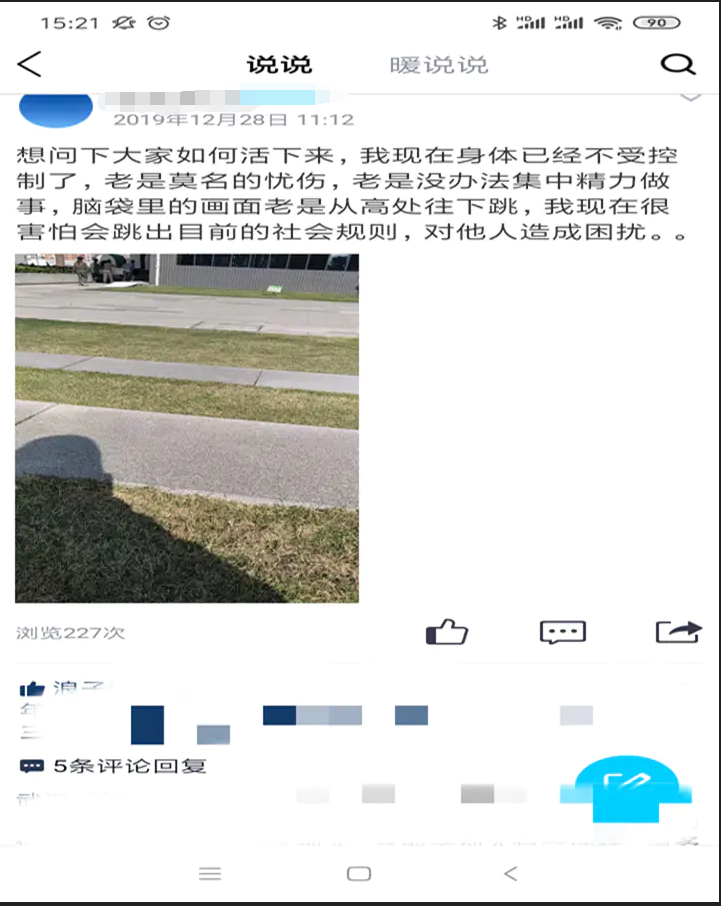 15:21 HD HD 90
说说 暖说说
2019年12月28日 11:12
想问下大家如何活下来，我现在身体已经不受控
制了，老是莫名的忧伤，老是没办法集中精力做
事，脑袋里的画面老是从高处往下跳，我现在很
害怕会跳出目前的社会规则，对他人造成困扰。。
浏览227次
浪子
5条评论回复